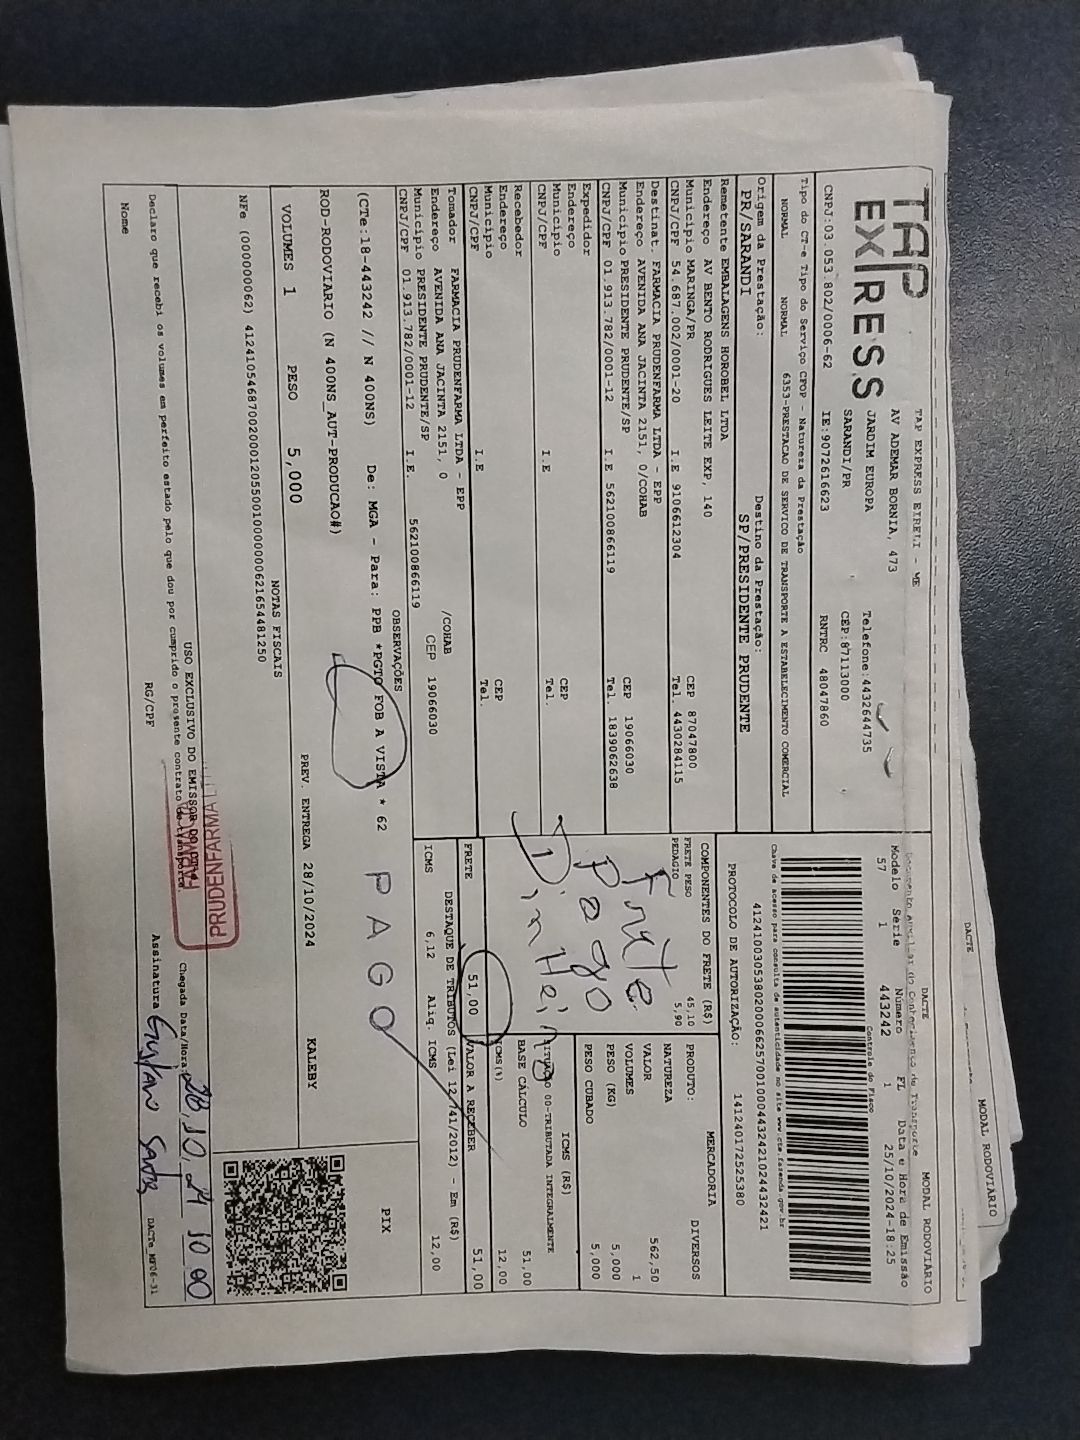 TAP EXPRESS
TAP EXPRESS EIRELI - ME
AV ADEMAR BORNIA, 473
JARDIM EUROPA
SARANDI/PR
Telefone:4432644735
CEP:87113000
CNPJ:03.053.802/0006-62
IE:9072616623
RNTRC 48047860
Tipo do CT-e Tipo do Serviço CFOP - Natureza da Prestação
NORMAL NORMAL 6353-PRESTACAO DE SERVICO DE TRANSPORTE A ESTABELECIMENTO COMERCIAL
Origem da Prestação: Destino da Prestação:
PR/SARANDI SP/PRESIDENTE PRUDENTE
Remetente EMBALAGENS HOROBEL LTDA
Endereço AV BENTO RODRIGUES LEITE EXP, 140
Município MARINGA/PR CEP 87047800
CNPJ/CPF 54.687.002/0001-20 I.E 9106612304 Tel. 4430284115
Destinat. FARMACIA PRUDENFARMA LTDA - EPP
Endereço AVENIDA ANA JACINTA 2151, 0/COHAB
Município PRESIDENTE PRUDENTE/SP CEP 19066030
CNPJ/CPF 01.913.782/0001-12 I.E 562100866119 Tel. 1839062638
Expedidor
Endereço
Município CEP
CNPJ/CPF I.E Tel.
Recebedor
Endereço
Município CEP
CNPJ/CPF I.E Tel.
Tomador FARMACIA PRUDENFARMA LTDA - EPP
Endereço AVENIDA ANA JACINTA 2151, 0 /COHAB
Município PRESIDENTE PRUDENTE/SP CEP 19066030
CNPJ/CPF 01.913.782/0001-12 I.E. 562100866119
DACTE MODAL RODOVIÁRIO
Documento Auxiliar do Conhecimento de Transporte
Modelo Serie Número FL Data e Hora de Emissão
57 1 443242 1 25/10/2024-18:25
Controle do Fisco
Chave de acesso para consulta de autenticidade no site www.cte.fazenda.gov.br
41241003053802000662570010004432421024432421
PROTOCOLO DE AUTORIZAÇÃO: 141240172525380
COMPONENTES DO FRETE (R$)
FRETE PESO 45,10
PEDAGIO 5,90
Frete
Pago
Dinheiro
MERCADORIA
PRODUTO: DIVERSOS
NATUREZA
VALOR 562,50
VOLUMES 1
PESO (KG) 5,000
PESO CUBADO 5,000
ICMS (R$)
SITUAÇÃO 00-TRIBUTADA INTEGRALMENTE
BASE CÁLCULO 51,00
ICMS(%) 12,00
FRETE 51,00 VALOR A RECEBER 51,00
DESTAQUE DE TRIBUTOS (Lei 12.741/2012) - Em (R$)
ICMS 6,12 Aliq. ICMS 12,00
OBSERVAÇÕES
(CTe:18-443242 // N 400NS) De: MGA - Para: PPB *PGTO FOB A VISTA * 62
ROD-RODOVIARIO (N 400NS_AUT-PRODUCAO#)
PAGO
PIX
VOLUMES 1 PESO 5,000 PREV. ENTREGA 28/10/2024 KALEBY
NOTAS FISCAIS
NFe (000000062) 41241054687002000120550010000000621654481250
USO EXCLUSIVO DO EMISSOR DO CT-E
FARMACIA
PRUDENFARMA
Declaro que recebi os volumes em perfeito estado pelo que dou por cumprido o presente contrato de transporte.
Chegada Data/Hora: 28,10,24 10 00
Nome RG/CPF Assinatura Gustavo Santos
DACTe MP06-31
DACTE
MODAL RODOVIÁRIO